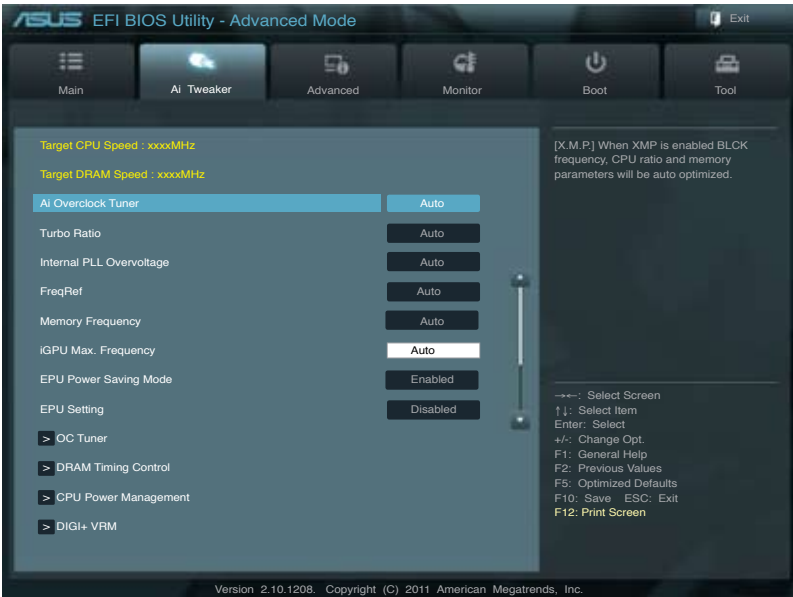 ASUS EFI BIOS Utility - Advanced Mode
Exit
Main
Ai Tweaker
Advanced
Monitor
Boot
Tool
Target CPU Speed : xxxxMHz
Target DRAM Speed : xxxxMHz
Ai Overclock Tuner Auto
Turbo Ratio Auto
Internal PLL Overvoltage Auto
FreqRef Auto
Memory Frequency Auto
iGPU Max. Frequency Auto
EPU Power Saving Mode Enabled
EPU Setting Disabled
> OC Tuner
> DRAM Timing Control
> CPU Power Management
> DIGI+ VRM
[X.M.P.] When XMP is enabled BLCK
frequency, CPU ratio and memory
parameters will be auto optimized.
→←: Select Screen
↑↓: Select Item
Enter: Select
+/-: Change Opt.
F1: General Help
F2: Previous Values
F5: Optimized Defaults
F10: Save ESC: Exit
F12: Print Screen
Version 2.10.1208. Copyright (C) 2011 American Megatrends, Inc.